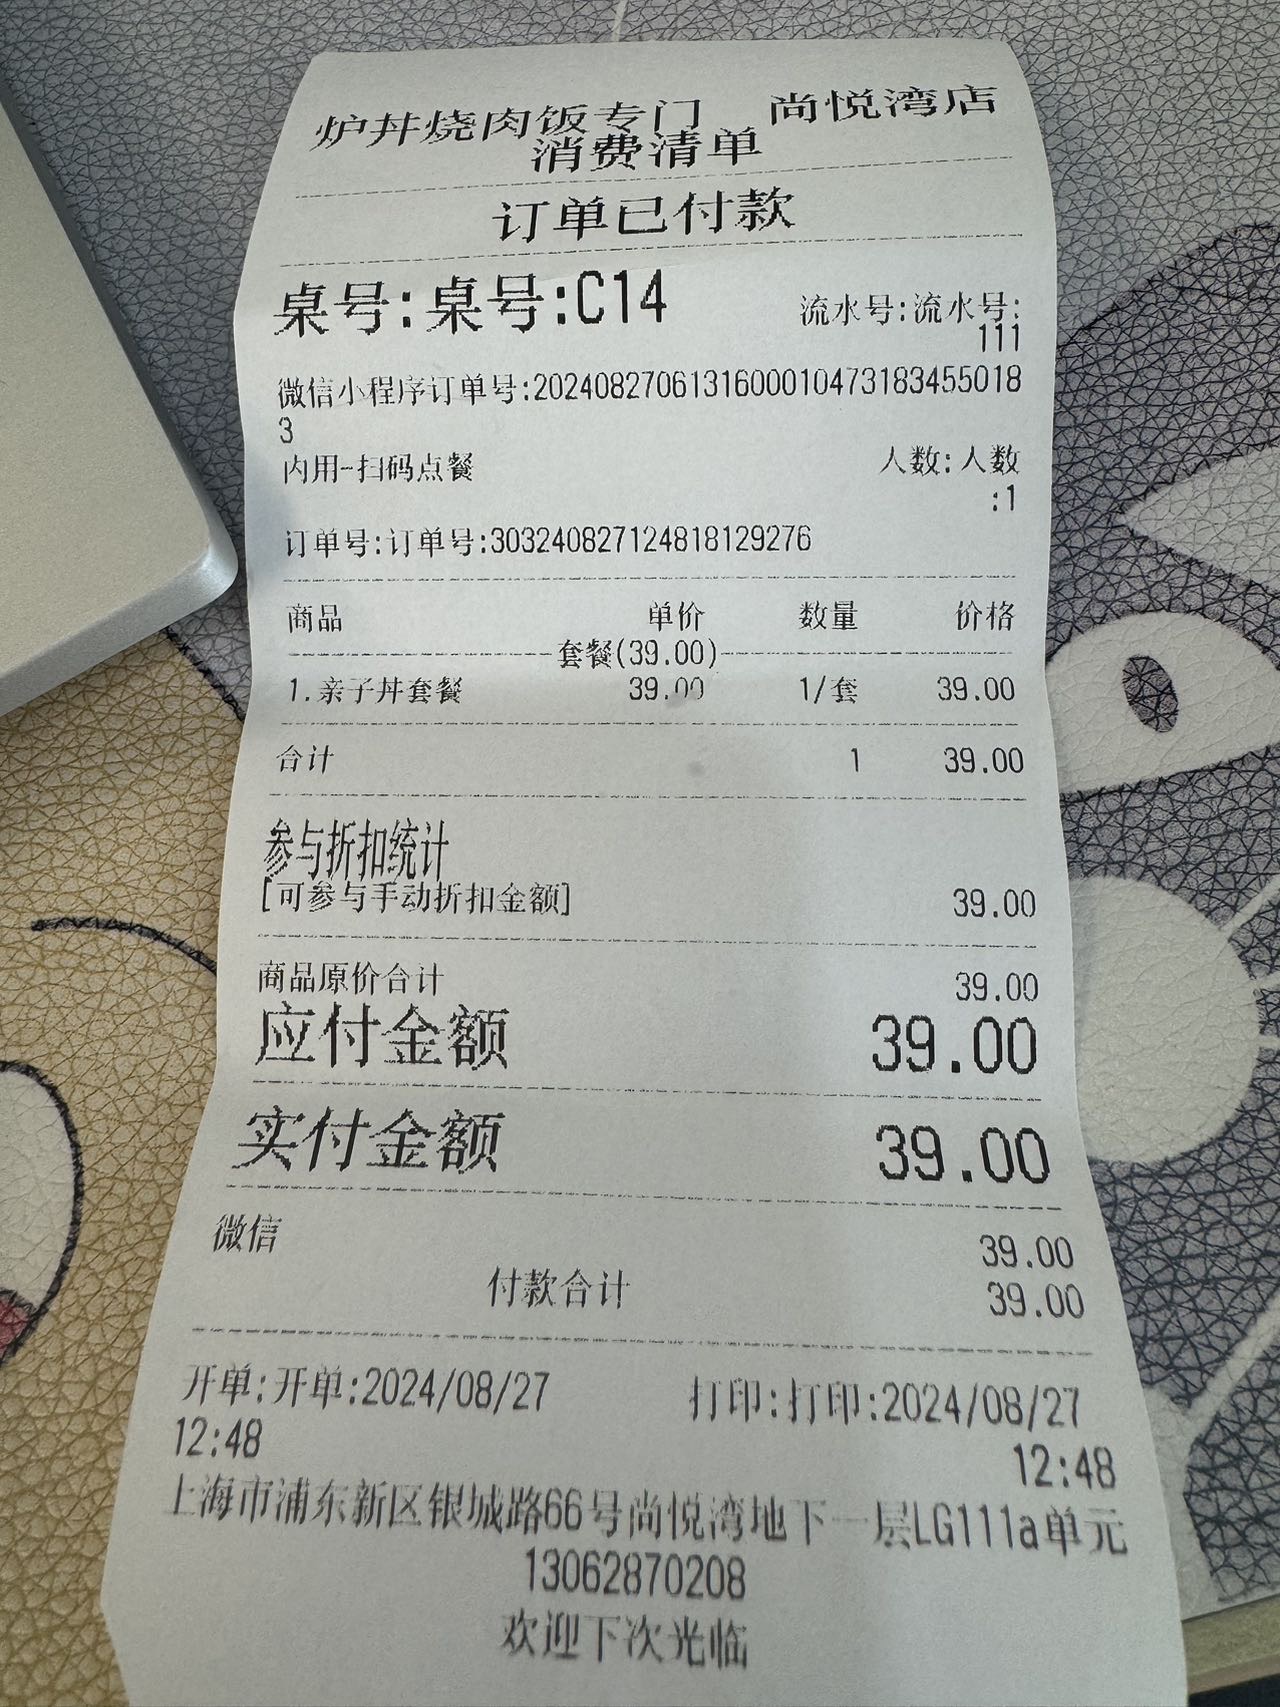 炉丼烧肉饭专门 尚悦湾店
消费清单
订单已付款
桌号:桌号:C14 流水号:流水号:
111
微信小程序订单号:2024082706131600010473183455018
3
内用-扫码点餐 人数:人数
:1
订单号:订单号:303240827124818129276
商品 单价 数量 价格
套餐(39.00)
1.亲子丼套餐 39.00 1/套 39.00
合计 1 39.00
参与折扣统计
[可参与手动折扣金额] 39.00
商品原价合计 39.00
应付金额 39.00
实付金额 39.00
微信 39.00
付款合计 39.00
开单:开单:2024/08/27 打印:打印:2024/08/27
12:48 12:48
上海市浦东新区银城路66号尚悦湾地下一层LG111a单元
13062870208
欢迎下次光临